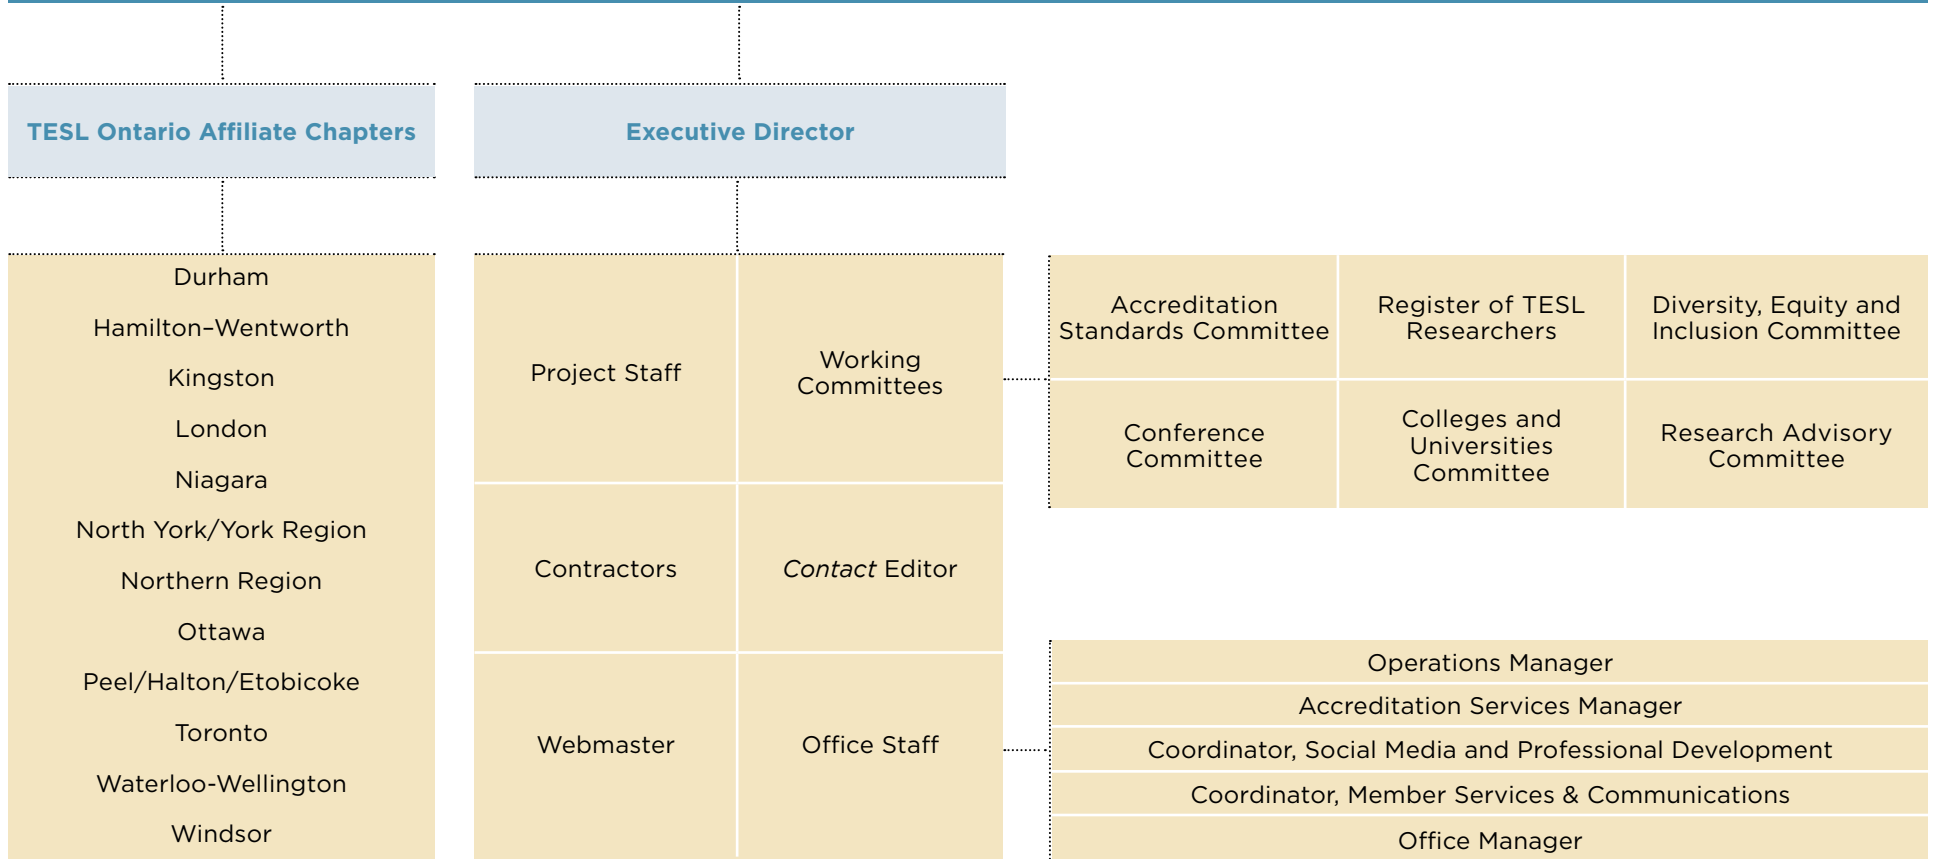 TESL Ontario Affiliate Chapters
Durham
Hamilton–Wentworth
Kingston
London
Niagara
North York/York Region
Northern Region
Ottawa
Peel/Halton/Etobicoke
Toronto
Waterloo-Wellington
Windsor
Executive Director
Project Staff
Working
Committees
Contractors
Contact Editor
Webmaster
Office Staff
Accreditation
Standards Committee
Register of TESL
Researchers
Diversity, Equity and
Inclusion Committee
Conference
Committee
Colleges and
Universities
Committee
Research Advisory
Committee
Operations Manager
Accreditation Services Manager
Coordinator, Social Media and Professional Development
Coordinator, Member Services & Communications
Office Manager